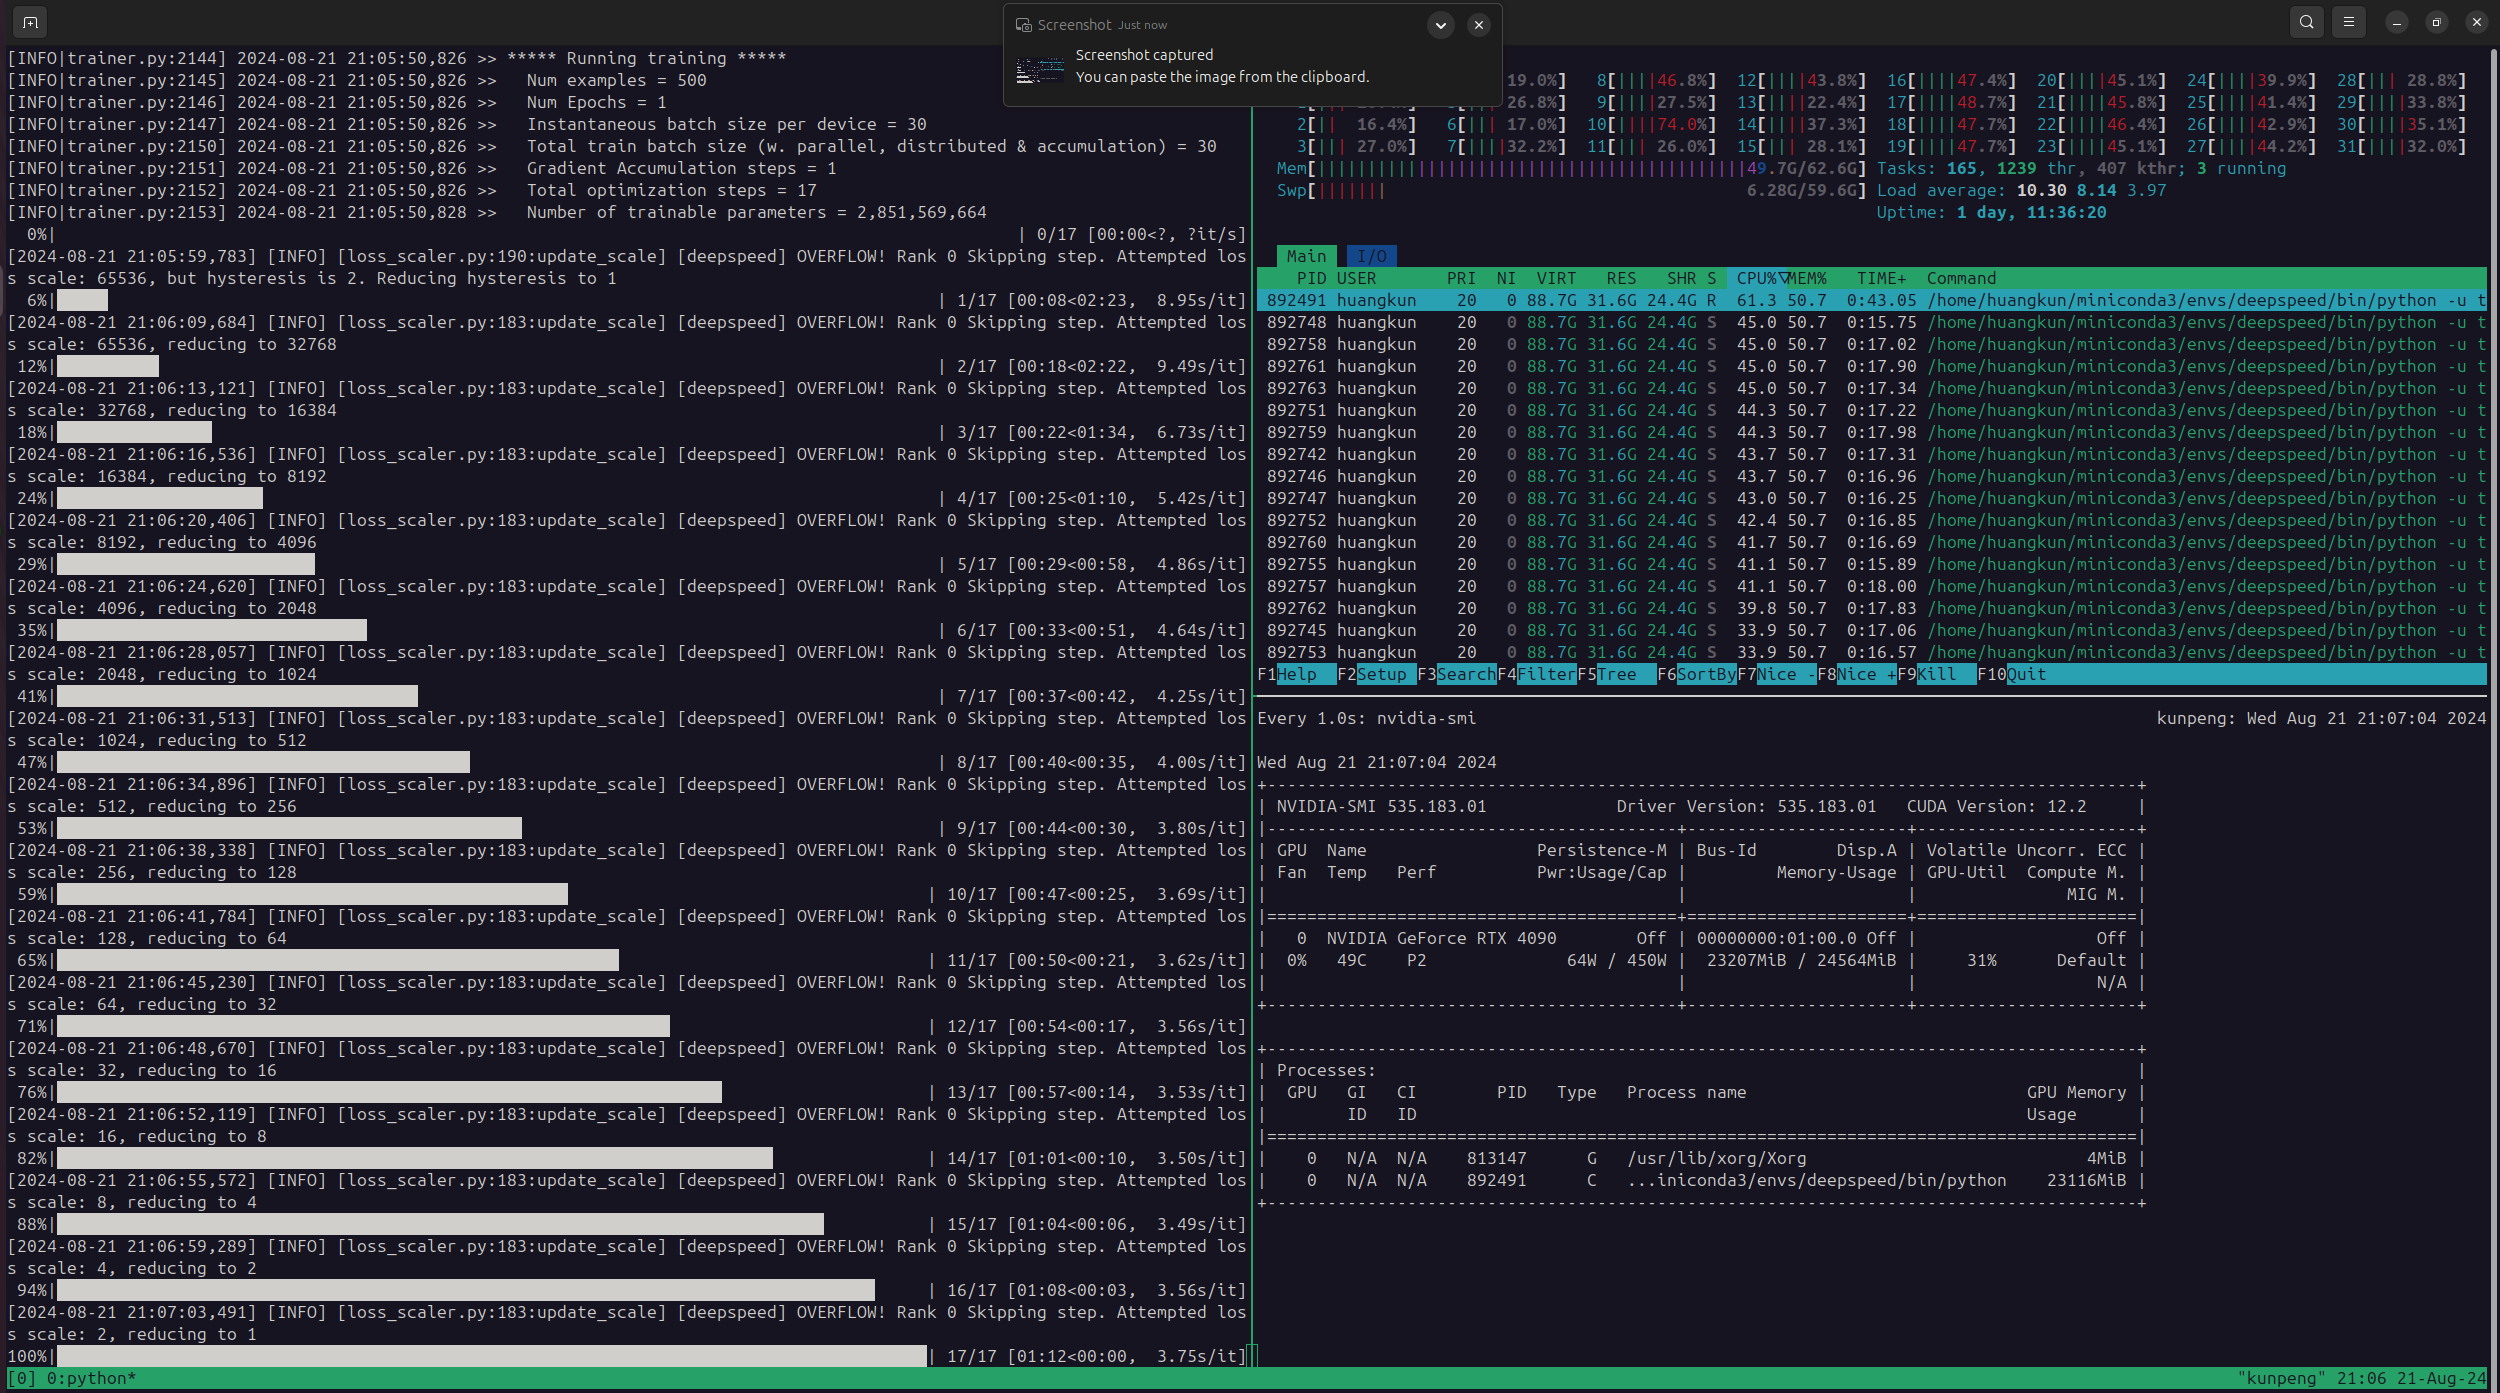 Screenshot Just now
Screenshot captured
You can paste the image from the clipboard.
[INFO|trainer.py:2144] 2024-08-21 21:05:50,826 >> ***** Running training *****
[INFO|trainer.py:2145] 2024-08-21 21:05:50,826 >>   Num examples = 500
[INFO|trainer.py:2146] 2024-08-21 21:05:50,826 >>   Num Epochs = 1
[INFO|trainer.py:2147] 2024-08-21 21:05:50,826 >>   Instantaneous batch size per device = 30
[INFO|trainer.py:2150] 2024-08-21 21:05:50,826 >>   Total train batch size (w. parallel, distributed & accumulation) = 30
[INFO|trainer.py:2151] 2024-08-21 21:05:50,826 >>   Gradient Accumulation steps = 1
[INFO|trainer.py:2152] 2024-08-21 21:05:50,826 >>   Total optimization steps = 17
[INFO|trainer.py:2153] 2024-08-21 21:05:50,828 >>   Number of trainable parameters = 2,851,569,664
0%| | 0/17 [00:00<?, ?it/s]
[2024-08-21 21:05:59,783] [INFO] [loss_scaler.py:190:update_scale] [deepspeed] OVERFLOW! Rank 0 Skipping step. Attempted los
s scale: 65536, but hysteresis is 2. Reducing hysteresis to 1
6%| | 1/17 [00:08<02:23,  8.95s/it]
[2024-08-21 21:06:09,684] [INFO] [loss_scaler.py:183:update_scale] [deepspeed] OVERFLOW! Rank 0 Skipping step. Attempted los
s scale: 65536, reducing to 32768
12%| | 2/17 [00:18<02:22,  9.49s/it]
[2024-08-21 21:06:13,121] [INFO] [loss_scaler.py:183:update_scale] [deepspeed] OVERFLOW! Rank 0 Skipping step. Attempted los
s scale: 32768, reducing to 16384
18%| | 3/17 [00:22<01:34,  6.73s/it]
[2024-08-21 21:06:16,536] [INFO] [loss_scaler.py:183:update_scale] [deepspeed] OVERFLOW! Rank 0 Skipping step. Attempted los
s scale: 16384, reducing to 8192
24%| | 4/17 [00:25<01:10,  5.42s/it]
[2024-08-21 21:06:20,406] [INFO] [loss_scaler.py:183:update_scale] [deepspeed] OVERFLOW! Rank 0 Skipping step. Attempted los
s scale: 8192, reducing to 4096
29%| | 5/17 [00:29<00:58,  4.86s/it]
[2024-08-21 21:06:24,620] [INFO] [loss_scaler.py:183:update_scale] [deepspeed] OVERFLOW! Rank 0 Skipping step. Attempted los
s scale: 4096, reducing to 2048
35%| | 6/17 [00:33<00:51,  4.64s/it]
[2024-08-21 21:06:28,057] [INFO] [loss_scaler.py:183:update_scale] [deepspeed] OVERFLOW! Rank 0 Skipping step. Attempted los
s scale: 2048, reducing to 1024
41%| | 7/17 [00:37<00:42,  4.25s/it]
[2024-08-21 21:06:31,513] [INFO] [loss_scaler.py:183:update_scale] [deepspeed] OVERFLOW! Rank 0 Skipping step. Attempted los
s scale: 1024, reducing to 512
47%| | 8/17 [00:40<00:35,  4.00s/it]
[2024-08-21 21:06:34,896] [INFO] [loss_scaler.py:183:update_scale] [deepspeed] OVERFLOW! Rank 0 Skipping step. Attempted los
s scale: 512, reducing to 256
53%| | 9/17 [00:44<00:30,  3.80s/it]
[2024-08-21 21:06:38,338] [INFO] [loss_scaler.py:183:update_scale] [deepspeed] OVERFLOW! Rank 0 Skipping step. Attempted los
s scale: 256, reducing to 128
59%| | 10/17 [00:47<00:25,  3.69s/it]
[2024-08-21 21:06:41,784] [INFO] [loss_scaler.py:183:update_scale] [deepspeed] OVERFLOW! Rank 0 Skipping step. Attempted los
s scale: 128, reducing to 64
65%| | 11/17 [00:50<00:21,  3.62s/it]
[2024-08-21 21:06:45,230] [INFO] [loss_scaler.py:183:update_scale] [deepspeed] OVERFLOW! Rank 0 Skipping step. Attempted los
s scale: 64, reducing to 32
71%| | 12/17 [00:54<00:17,  3.56s/it]
[2024-08-21 21:06:48,670] [INFO] [loss_scaler.py:183:update_scale] [deepspeed] OVERFLOW! Rank 0 Skipping step. Attempted los
s scale: 32, reducing to 16
76%| | 13/17 [00:57<00:14,  3.53s/it]
[2024-08-21 21:06:52,119] [INFO] [loss_scaler.py:183:update_scale] [deepspeed] OVERFLOW! Rank 0 Skipping step. Attempted los
s scale: 16, reducing to 8
82%| | 14/17 [01:01<00:10,  3.50s/it]
[2024-08-21 21:06:55,572] [INFO] [loss_scaler.py:183:update_scale] [deepspeed] OVERFLOW! Rank 0 Skipping step. Attempted los
s scale: 8, reducing to 4
88%| | 15/17 [01:04<00:06,  3.49s/it]
[2024-08-21 21:06:59,289] [INFO] [loss_scaler.py:183:update_scale] [deepspeed] OVERFLOW! Rank 0 Skipping step. Attempted los
s scale: 4, reducing to 2
94%| | 16/17 [01:08<00:03,  3.56s/it]
[2024-08-21 21:07:03,491] [INFO] [loss_scaler.py:183:update_scale] [deepspeed] OVERFLOW! Rank 0 Skipping step. Attempted los
s scale: 2, reducing to 1
100%| | 17/17 [01:12<00:00,  3.75s/it]
19.0%] 8[||||46.8%] 12[||||43.8%] 16[||||47.4%] 20[||||45.1%] 24[||||39.9%] 28[||| 28.8%]
26.8%] 9[||||27.5%] 13[||||22.4%] 17[||||48.7%] 21[||||45.8%] 25[||||41.4%] 29[||||33.8%]
2[|| 16.4%] 6[||| 17.0%] 10[||||74.0%] 14[||||37.3%] 18[||||47.7%] 22[||||46.4%] 26[||||42.9%] 30[||||35.1%]
3[||| 27.0%] 7[||||32.2%] 11[||| 26.0%] 15[||| 28.1%] 19[||||47.7%] 23[||||45.1%] 27[||||44.2%] 31[||||32.0%]
Mem[|||||||||||||||||||||||||||||||||||||||||||49.7G/62.6G] Tasks: 165, 1239 thr, 407 kthr; 3 running
Swp[||||||| 6.28G/59.6G] Load average: 10.30 8.14 3.97
Uptime: 1 day, 11:36:20
Main I/O
PID USER PRI NI VIRT RES SHR S CPU%▽MEM% TIME+ Command
892491 huangkun 20 0 88.7G 31.6G 24.4G R 61.3 50.7 0:43.05 /home/huangkun/miniconda3/envs/deepspeed/bin/python -u t
892748 huangkun 20 0 88.7G 31.6G 24.4G S 45.0 50.7 0:15.75 /home/huangkun/miniconda3/envs/deepspeed/bin/python -u t
892758 huangkun 20 0 88.7G 31.6G 24.4G S 45.0 50.7 0:17.02 /home/huangkun/miniconda3/envs/deepspeed/bin/python -u t
892761 huangkun 20 0 88.7G 31.6G 24.4G S 45.0 50.7 0:17.90 /home/huangkun/miniconda3/envs/deepspeed/bin/python -u t
892763 huangkun 20 0 88.7G 31.6G 24.4G S 45.0 50.7 0:17.34 /home/huangkun/miniconda3/envs/deepspeed/bin/python -u t
892751 huangkun 20 0 88.7G 31.6G 24.4G S 44.3 50.7 0:17.22 /home/huangkun/miniconda3/envs/deepspeed/bin/python -u t
892759 huangkun 20 0 88.7G 31.6G 24.4G S 44.3 50.7 0:17.98 /home/huangkun/miniconda3/envs/deepspeed/bin/python -u t
892742 huangkun 20 0 88.7G 31.6G 24.4G S 43.7 50.7 0:17.31 /home/huangkun/miniconda3/envs/deepspeed/bin/python -u t
892746 huangkun 20 0 88.7G 31.6G 24.4G S 43.7 50.7 0:16.96 /home/huangkun/miniconda3/envs/deepspeed/bin/python -u t
892747 huangkun 20 0 88.7G 31.6G 24.4G S 43.0 50.7 0:16.25 /home/huangkun/miniconda3/envs/deepspeed/bin/python -u t
892752 huangkun 20 0 88.7G 31.6G 24.4G S 42.4 50.7 0:16.85 /home/huangkun/miniconda3/envs/deepspeed/bin/python -u t
892760 huangkun 20 0 88.7G 31.6G 24.4G S 41.7 50.7 0:16.69 /home/huangkun/miniconda3/envs/deepspeed/bin/python -u t
892755 huangkun 20 0 88.7G 31.6G 24.4G S 41.1 50.7 0:15.89 /home/huangkun/miniconda3/envs/deepspeed/bin/python -u t
892757 huangkun 20 0 88.7G 31.6G 24.4G S 41.1 50.7 0:18.00 /home/huangkun/miniconda3/envs/deepspeed/bin/python -u t
892762 huangkun 20 0 88.7G 31.6G 24.4G S 39.8 50.7 0:17.83 /home/huangkun/miniconda3/envs/deepspeed/bin/python -u t
892745 huangkun 20 0 88.7G 31.6G 24.4G S 33.9 50.7 0:17.06 /home/huangkun/miniconda3/envs/deepspeed/bin/python -u t
892753 huangkun 20 0 88.7G 31.6G 24.4G S 33.9 50.7 0:16.57 /home/huangkun/miniconda3/envs/deepspeed/bin/python -u t
F1Help F2Setup F3SearchF4FilterF5Tree F6SortByF7Nice -F8Nice +F9Kill F10Quit
Every 1.0s: nvidia-smi kunpeng: Wed Aug 21 21:07:04 2024
Wed Aug 21 21:07:04 2024
| NVIDIA-SMI 535.183.01 Driver Version: 535.183.01 CUDA Version: 12.2 |
| GPU Name Persistence-M | Bus-Id Disp.A | Volatile Uncorr. ECC |
| Fan Temp Perf Pwr:Usage/Cap | Memory-Usage | GPU-Util Compute M. |
| | | MIG M. |
| 0 NVIDIA GeForce RTX 4090 Off | 00000000:01:00.0 Off | Off |
| 0% 49C P2 64W / 450W | 23207MiB / 24564MiB | 31% Default |
| | | N/A |
| Processes: |
| GPU GI CI PID Type Process name GPU Memory |
| ID ID Usage |
| 0 N/A N/A 813147 G /usr/lib/xorg/Xorg 4MiB |
| 0 N/A N/A 892491 C ...iniconda3/envs/deepspeed/bin/python 23116MiB |
[0] 0:python* "kunpeng" 21:06 21-Aug-24